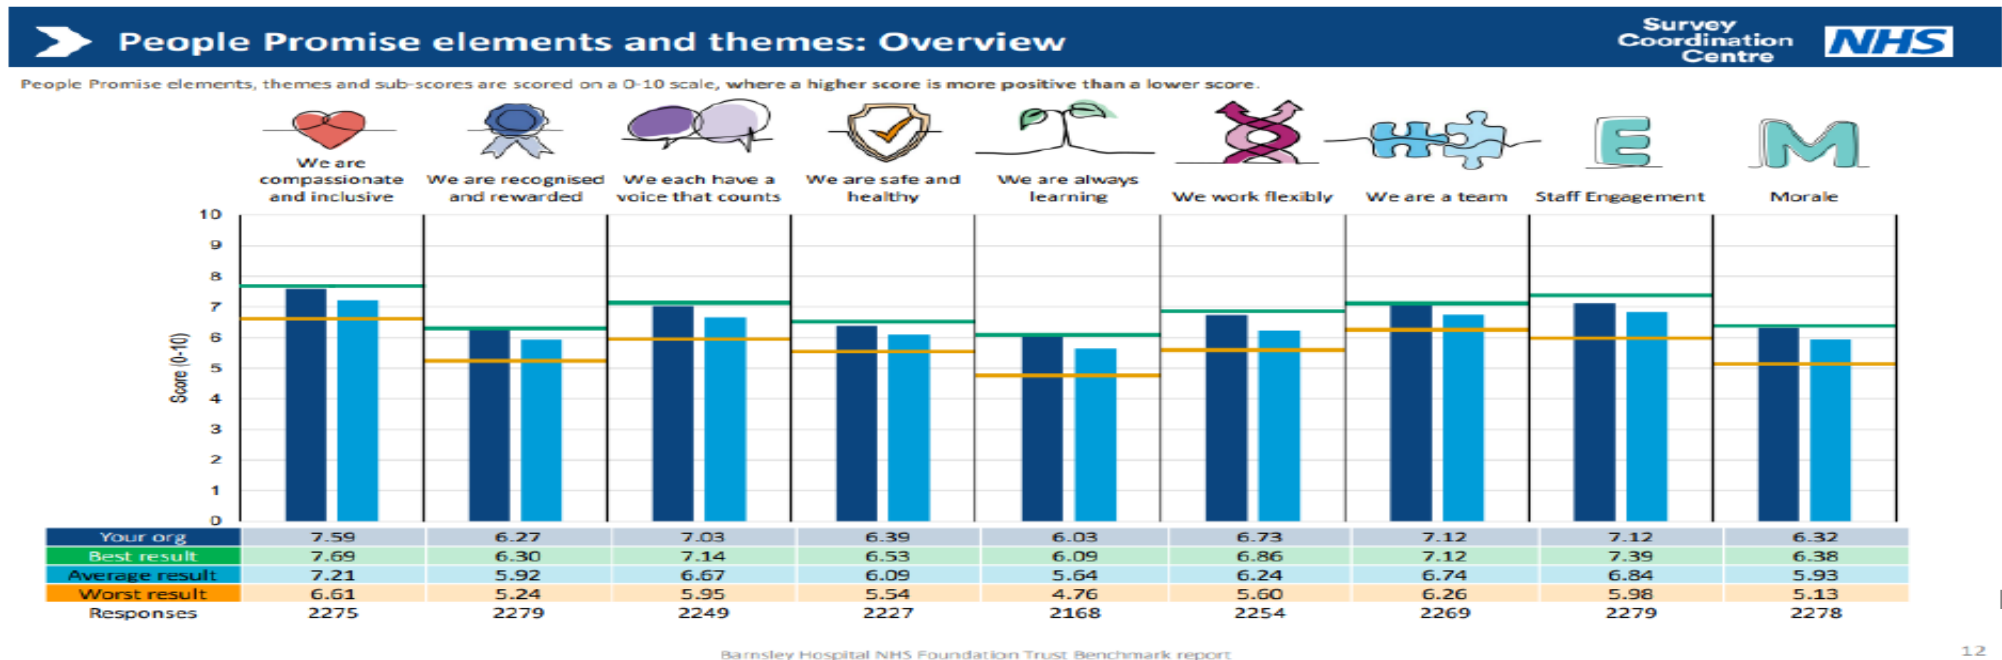 People Promise elements and themes: Overview
Survey
Coordination
Centre
NHS
People Promise elements, themes and sub-scores are scored on a 0-10 scale, where a higher score is more positive than a lower score.
We are
compassionate
and inclusive
We are recognised
and rewarded
We each have a
voice that counts
We are safe and
healthy
We are always
learning
We work flexibly
We are a team
E
Staff Engagement
M
Morale
Score (0-10)
10
9
8
7
6
5
4
3
2
1
0
Your org 7.59 6.27 7.03 6.39 6.03 6.73 7.12 7.12 6.32
Best result 7.69 6.30 7.14 6.53 6.09 6.86 7.12 7.39 6.38
Average result 7.21 5.92 6.67 6.09 5.64 6.24 6.74 6.84 5.93
Worst result 6.61 5.24 5.95 5.54 4.76 5.60 6.26 5.98 5.13
Responses 2275 2279 2249 2227 2168 2254 2269 2279 2278
Barnsley Hospital NHS Foundation Trust Benchmark report
12